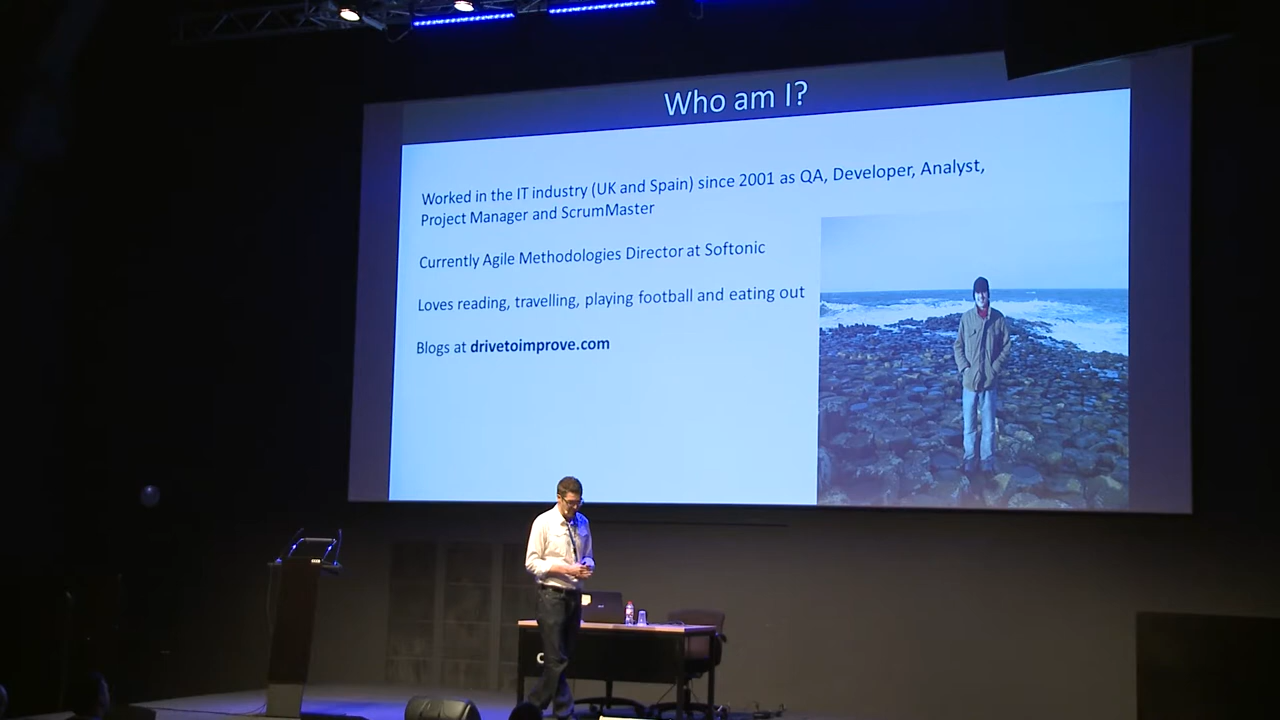 Who am I?
Worked in the IT industry (UK and Spain) since 2001 as QA, Developer, Analyst,
Project Manager and ScrumMaster
Currently Agile Methodologies Director at Softonic
Loves reading, travelling, playing football and eating out
Blogs at drivetoimprove.com